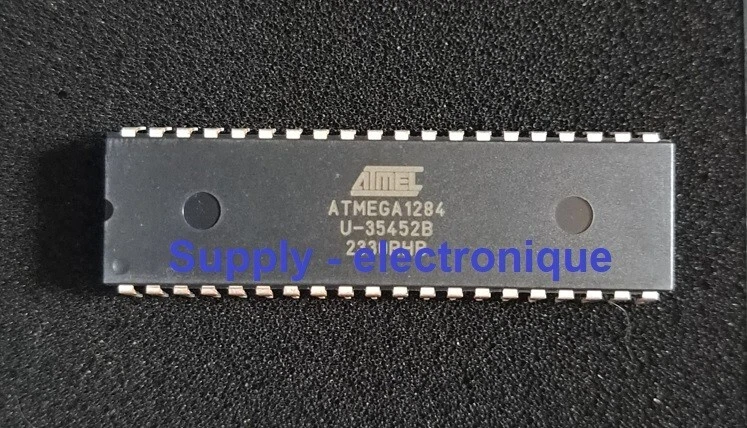 ATMEL
ATMEGA1284
U-35452B
Supply - electronique